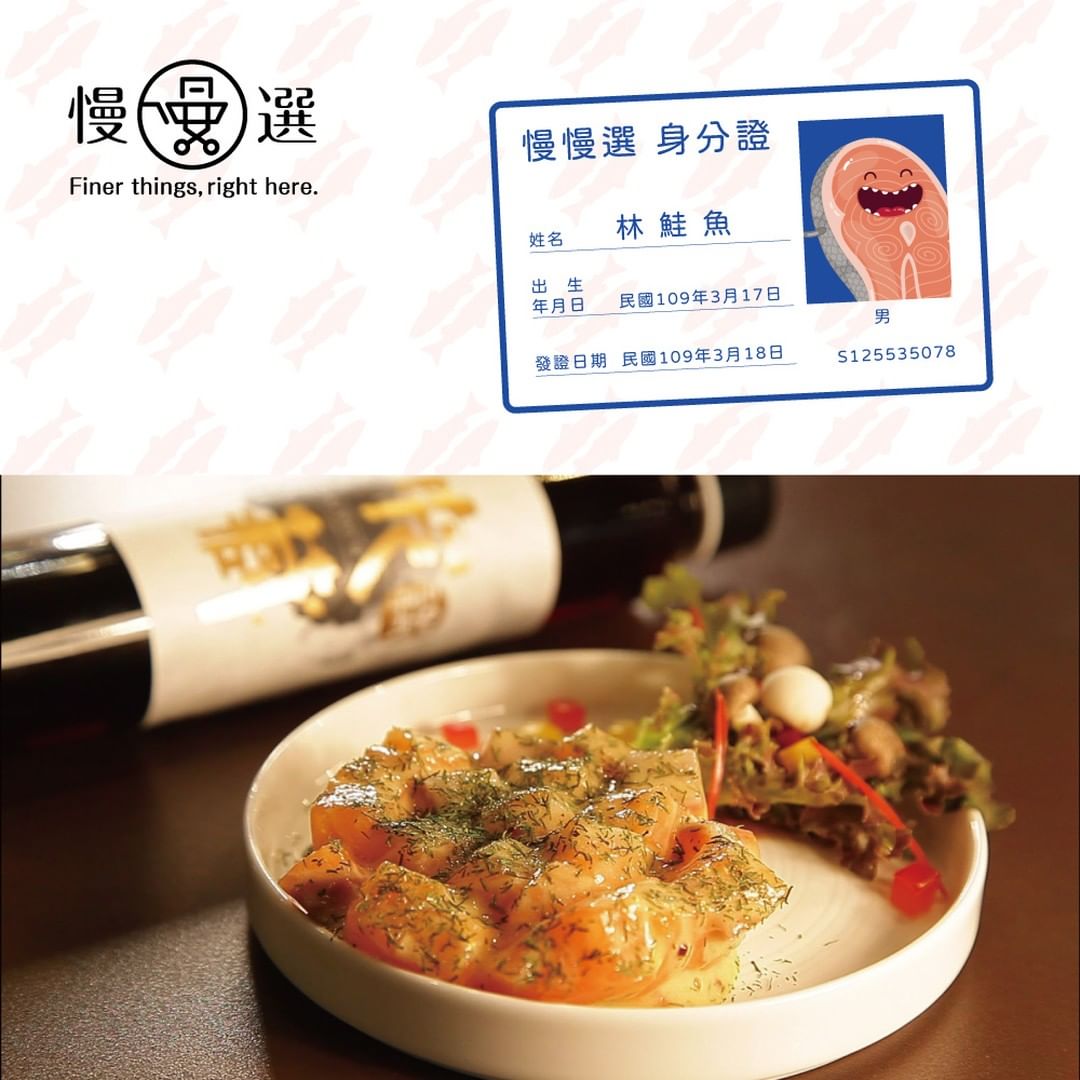 慢慢選
Finer things, right here.
慢慢選 身分證
姓名 林鮭魚
出生
年月日 民國109年3月17日
發證日期 民國109年3月18日
男
S125535078